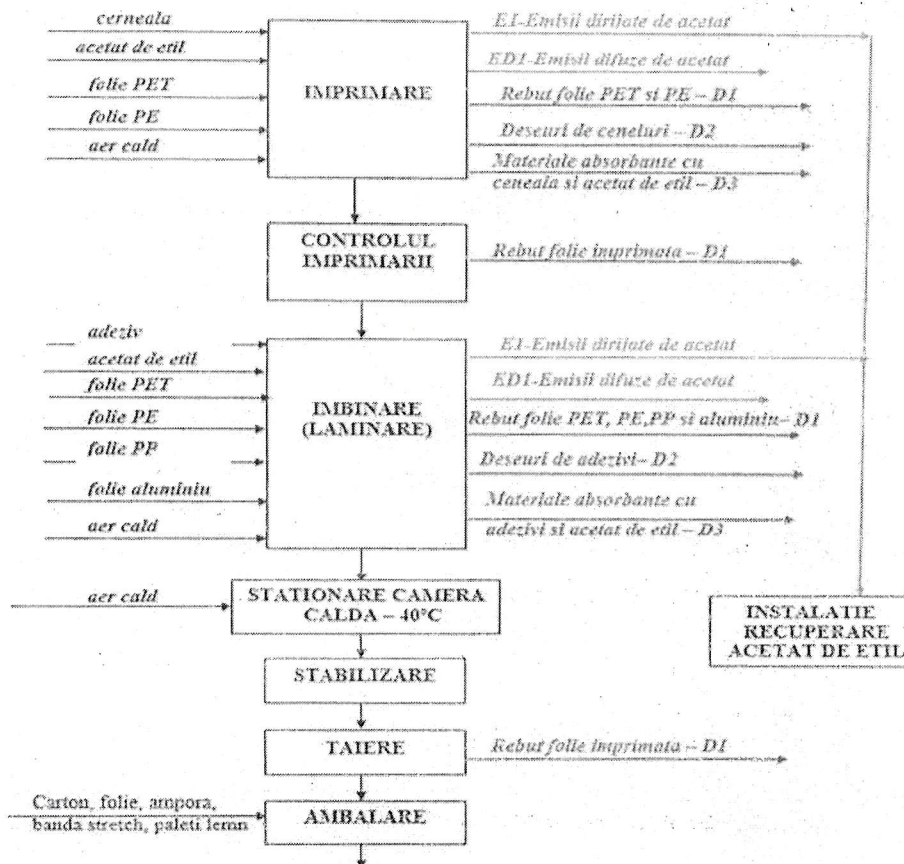 cerneala
acetat de etil
folie PET
folie PE
aer cald
IMPRIMARE
E1-Emisii dirijate de acetat
ED1-Emisii difuze de acetat
Rebut folie PET si PE – D1
Deseuri de ceneluri – D2
Materiale absorbante cu
ceneala si acetat de etil – D3
CONTROLUL
IMPRIMARII
Rebut folie imprimata – D1
adeziv
acetat de etil
folie PET
folie PE
folie PP
folie aluminiu
aer cald
IMBINARE
(LAMINARE)
E1-Emisii dirijate de acetat
ED1-Emisii difuze de acetat
Rebut folie PET, PE,PP si aluminiu– D1
Deseuri de adezivi– D2
Materiale absorbante cu
adezivi si acetat de etil – D3
aer cald
STATIONARE CAMERA
CALDA – 40°C
INSTALATIE
RECUPERARE
ACETAT DE ETIL
STABILIZARE
TAIERE
Rebut folie imprimata – D1
Carton, folie, ampora,
banda stretch, paleti lemn
AMBALARE